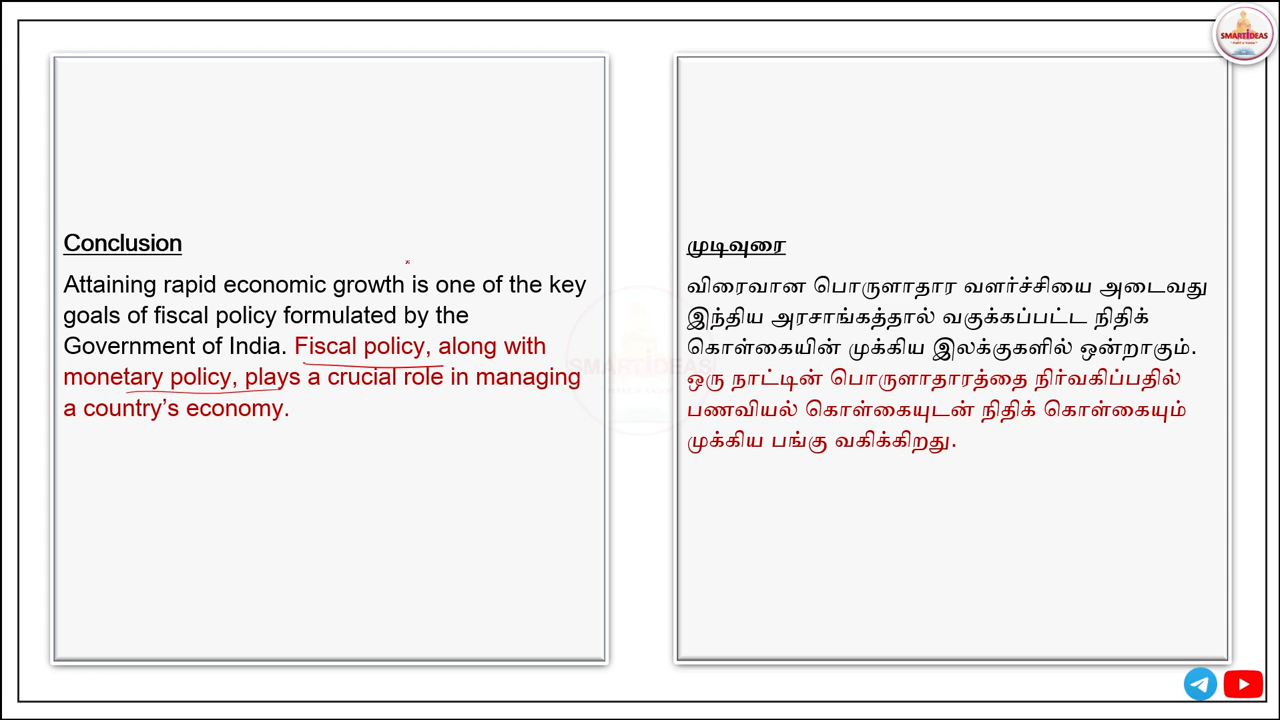 SMARTIDEAS
Conclusion
Attaining rapid economic growth is one of the key
goals of fiscal policy formulated by the
Government of India. Fiscal policy, along with
monetary policy, plays a crucial role in managing
a country’s economy.
முடிவுரை
விரைவான பொருளாதார வளர்ச்சியை அடைவது
இந்திய அரசாங்கத்தால் வகுக்கப்பட்ட நிதிக்
கொள்கையின் முக்கிய இலக்குகளில் ஒன்றாகும்.
ஒரு நாட்டின் பொருளாதாரத்தை நிர்வகிப்பதில்
பணவியல் கொள்கையுடன் நிதிக் கொள்கையும்
முக்கிய பங்கு வகிக்கிறது.
SMARTIDEAS